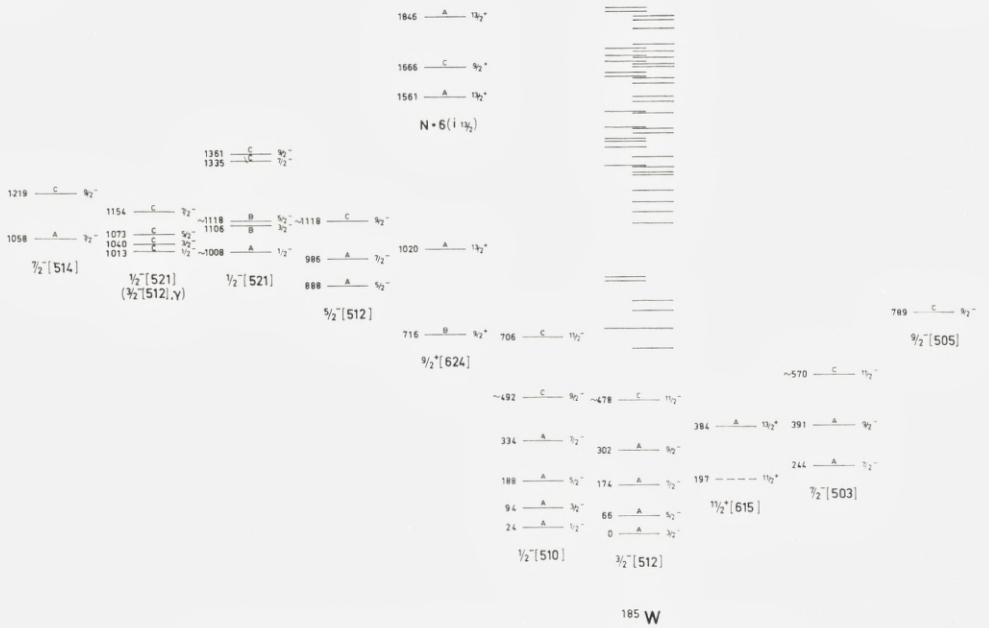 1846 A 13/2+
1666 C 9/2+
1561 A 13/2+
N=6(i 13/2)
1361 C 9/2-
1335 C 7/2-
~1118 B 5/2-
1106 B 3/2-
~1008 A 1/2-
1/2-[521]
1219 C 9/2-
1058 A 7/2-
7/2-[514]
1154 C 7/2-
1073 C 5/2-
1040 C 3/2-
1013 C 1/2-
1/2-[521]
(3/2-[512],γ)
~1118 C 9/2-
986 A 7/2-
888 A 5/2-
5/2-[512]
1020 A 13/2+
716 B 9/2+
9/2+[624]
706 C 11/2-
~492 C 9/2-
334 A 7/2-
188 A 5/2-
94 A 3/2-
24 A 1/2-
1/2-[510]
~478 C 11/2-
302 A 9/2-
174 A 7/2-
66 A 5/2-
0 A 3/2-
3/2-[512]
384 A 13/2+
197 11/2+
11/2+[615]
~570 C 11/2-
391 A 9/2-
244 A 7/2-
7/2-[503]
789 C 9/2-
9/2-[505]
185 W